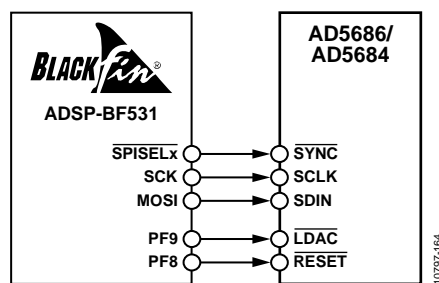 BLACKfin®
ADSP-BF531
SPISELx
SCK
MOSI
PF9
PF8
AD5686/
AD5684
SYNC
SCLK
SDIN
LDAC
RESET
10797-164